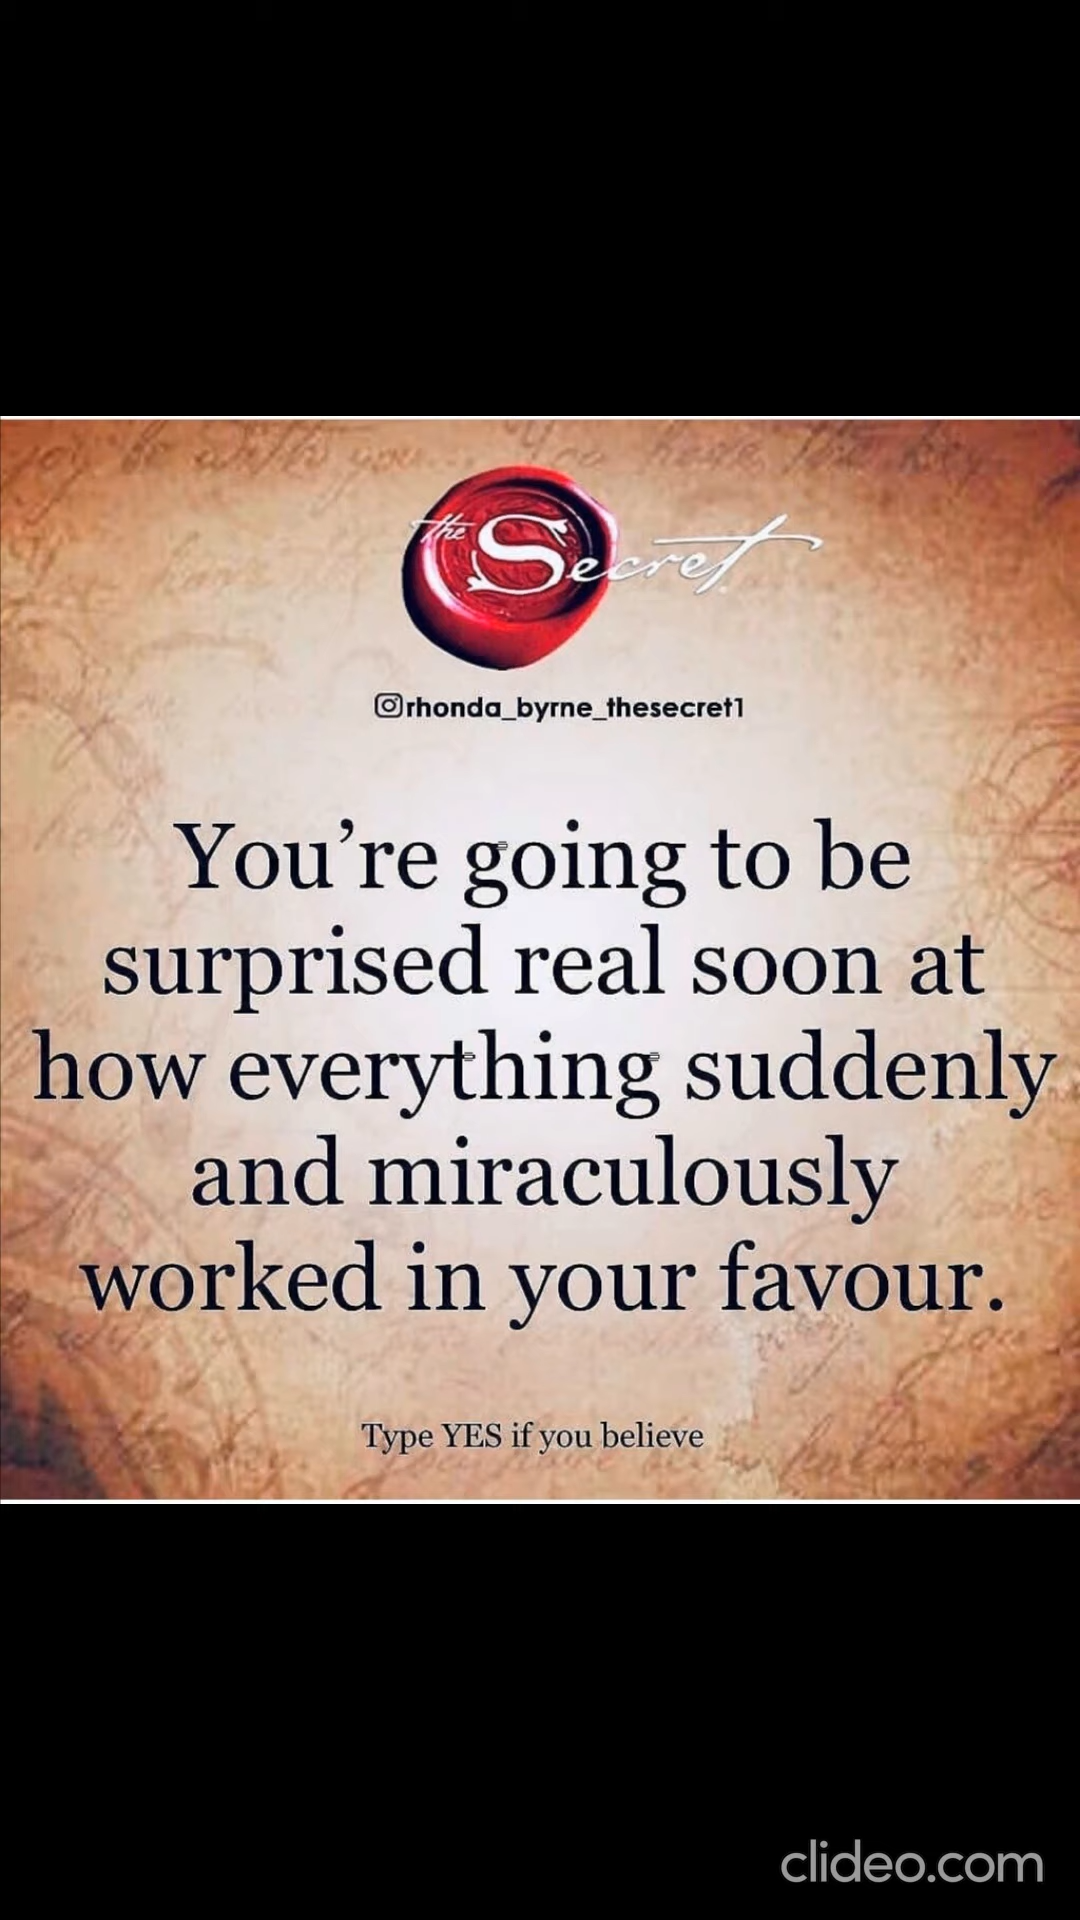 the Secret
rhonda_byrne_thesecret1
You're going to be
surprised real soon at
how everything suddenly
and miraculously
worked in your favour.
Type YES if you believe
clideo.com